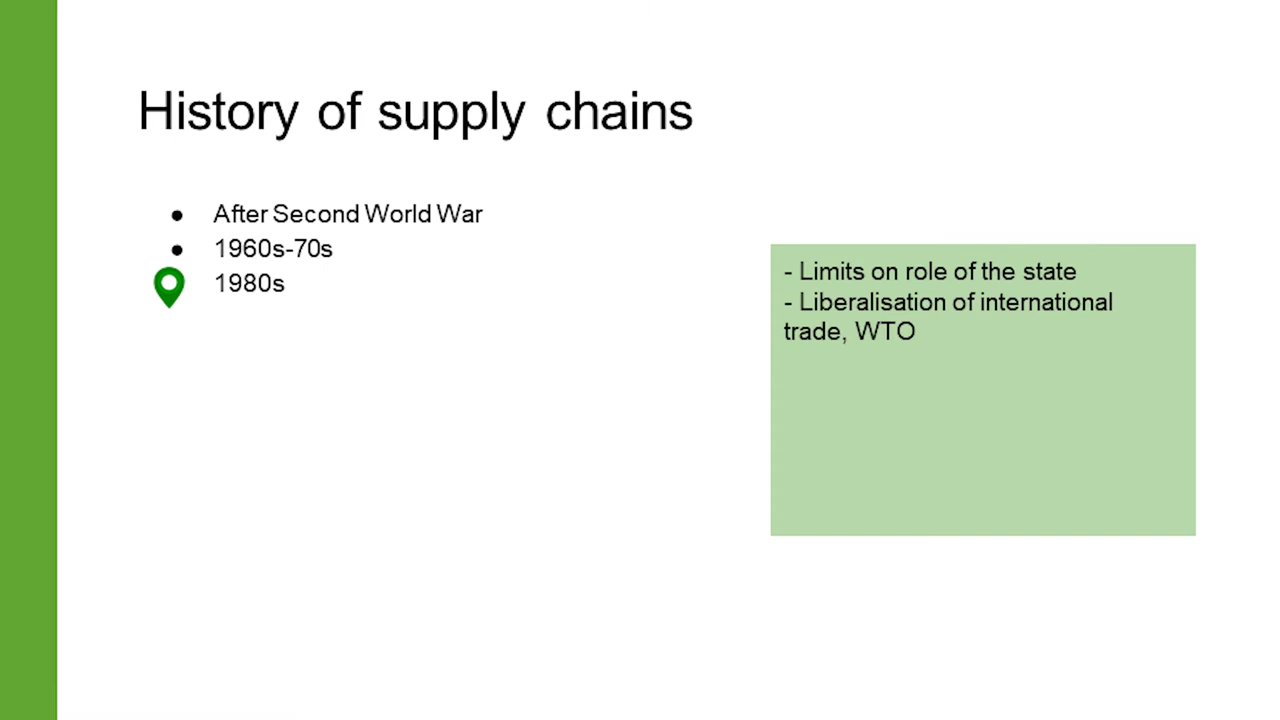 History of supply chains
● After Second World War
● 1960s-70s
1980s
- Limits on role of the state
- Liberalisation of international
trade, WTO